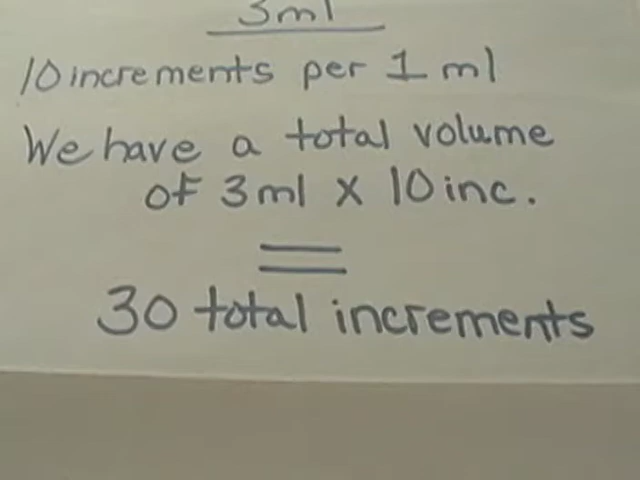 3ml
10 increments per 1 ml
We have a total volume
of 3ml x 10 inc.
=
30 total increments